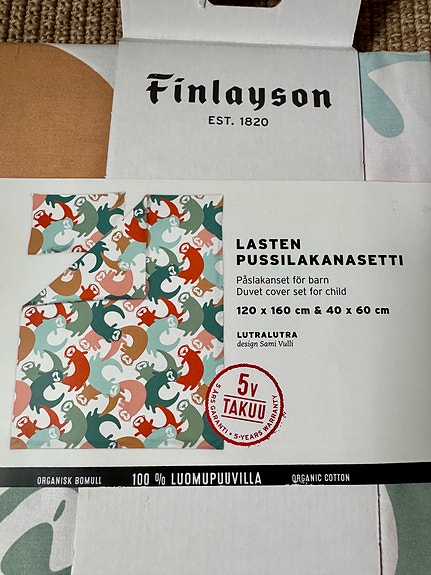 Finlayson
EST. 1820
LASTEN
PUSSILAKANASETTI
Påslakanset för barn
Duvet cover set for child
120 x 160 cm & 40 x 60 cm
LUTRALUTRA
design Sami Vulli
5v
TAKUU
5 ÅRS GARANTI • 5-YEARS WARRANTY
ORGANISK BOMULL 100 % LUOMUPUUVILLA ORGANIC COTTON